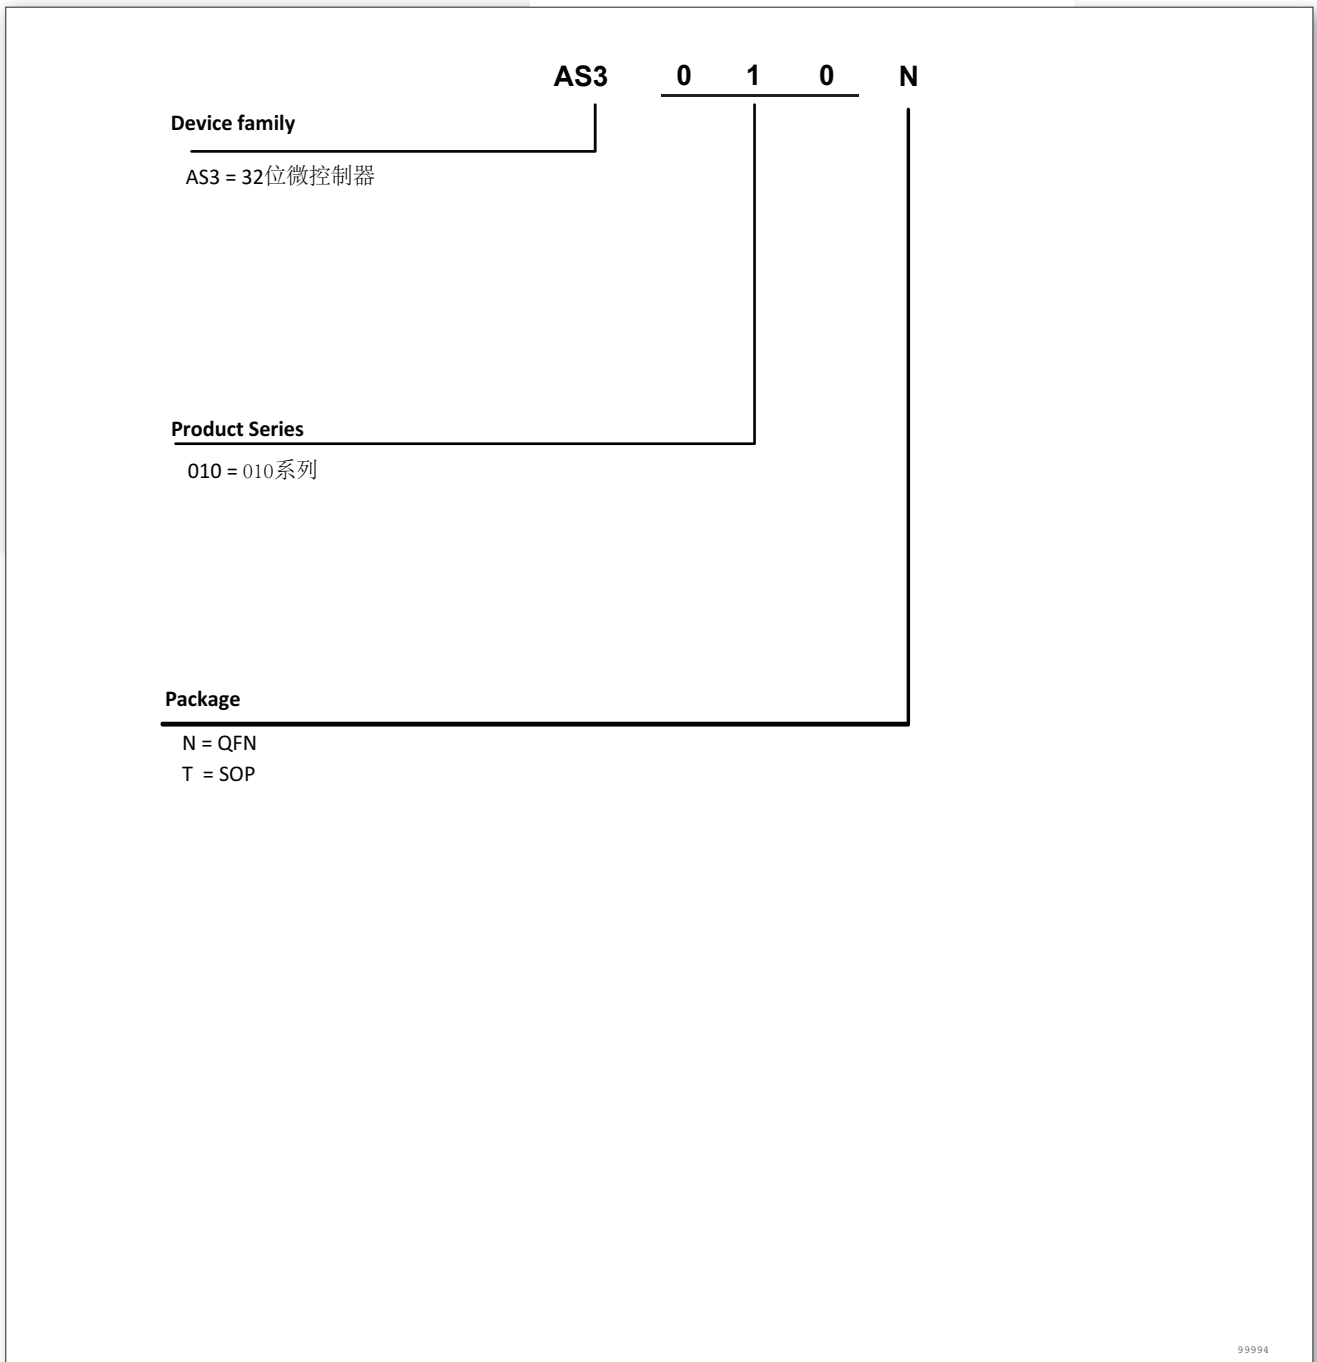 AS3 0 1 0 N
Device family
AS3 = 32位微控制器
Product Series
010 = 010系列
Package
N = QFN
T = SOP
99994